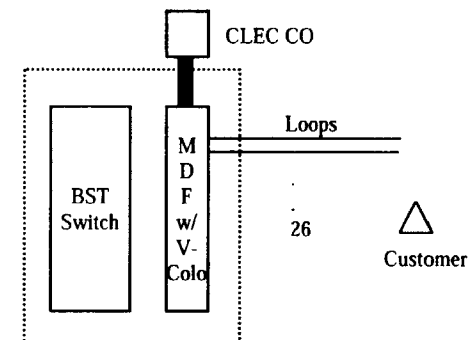 CLEC CO
Loops
M
D
F
w/
V-
Colo
BST
Switch
26
Customer